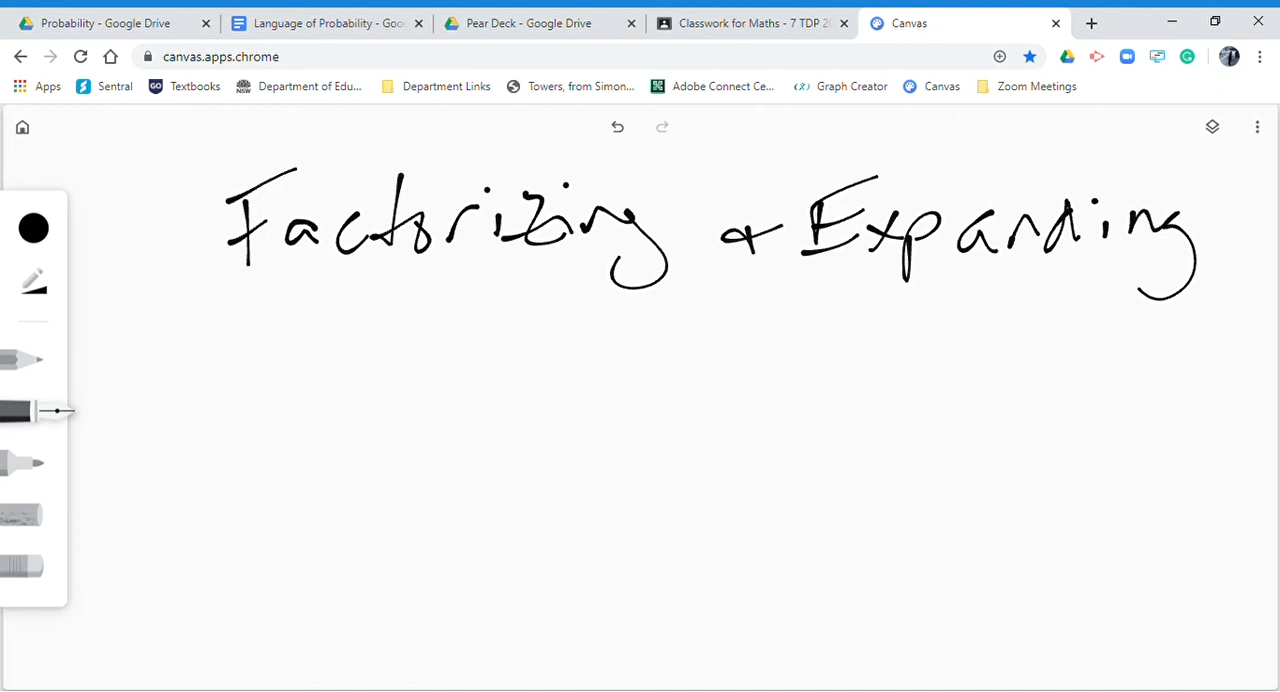 Probability - Google Drive
Language of Probability - Goo
Pear Deck - Google Drive
Classwork for Maths - 7 TDP 20
Canvas
canvas.apps.chrome
Apps
Sentral
GO
Textbooks
Department of Edu...
Department Links
Towers, from Simon...
Adobe Connect Ce...
(x) Graph Creator
Canvas
Zoom Meetings
Factorizing & Expanding